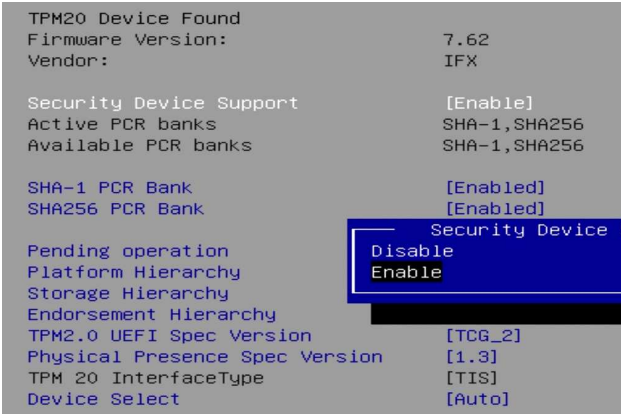 TPM20 Device Found
Firmware Version: 7.62
Vendor: IFX
Security Device Support [Enable]
Active PCR banks SHA-1,SHA256
Available PCR banks SHA-1,SHA256
SHA-1 PCR Bank [Enabled]
SHA256 PCR Bank [Enabled]
Security Device
Pending operation Disable
Platform Hierarchy Enable
Storage Hierarchy
Endorsement Hierarchy
TPM2.0 UEFI Spec Version [TCG_2]
Physical Presence Spec Version [1.3]
TPM 20 InterfaceType [TIS]
Device Select [Auto]